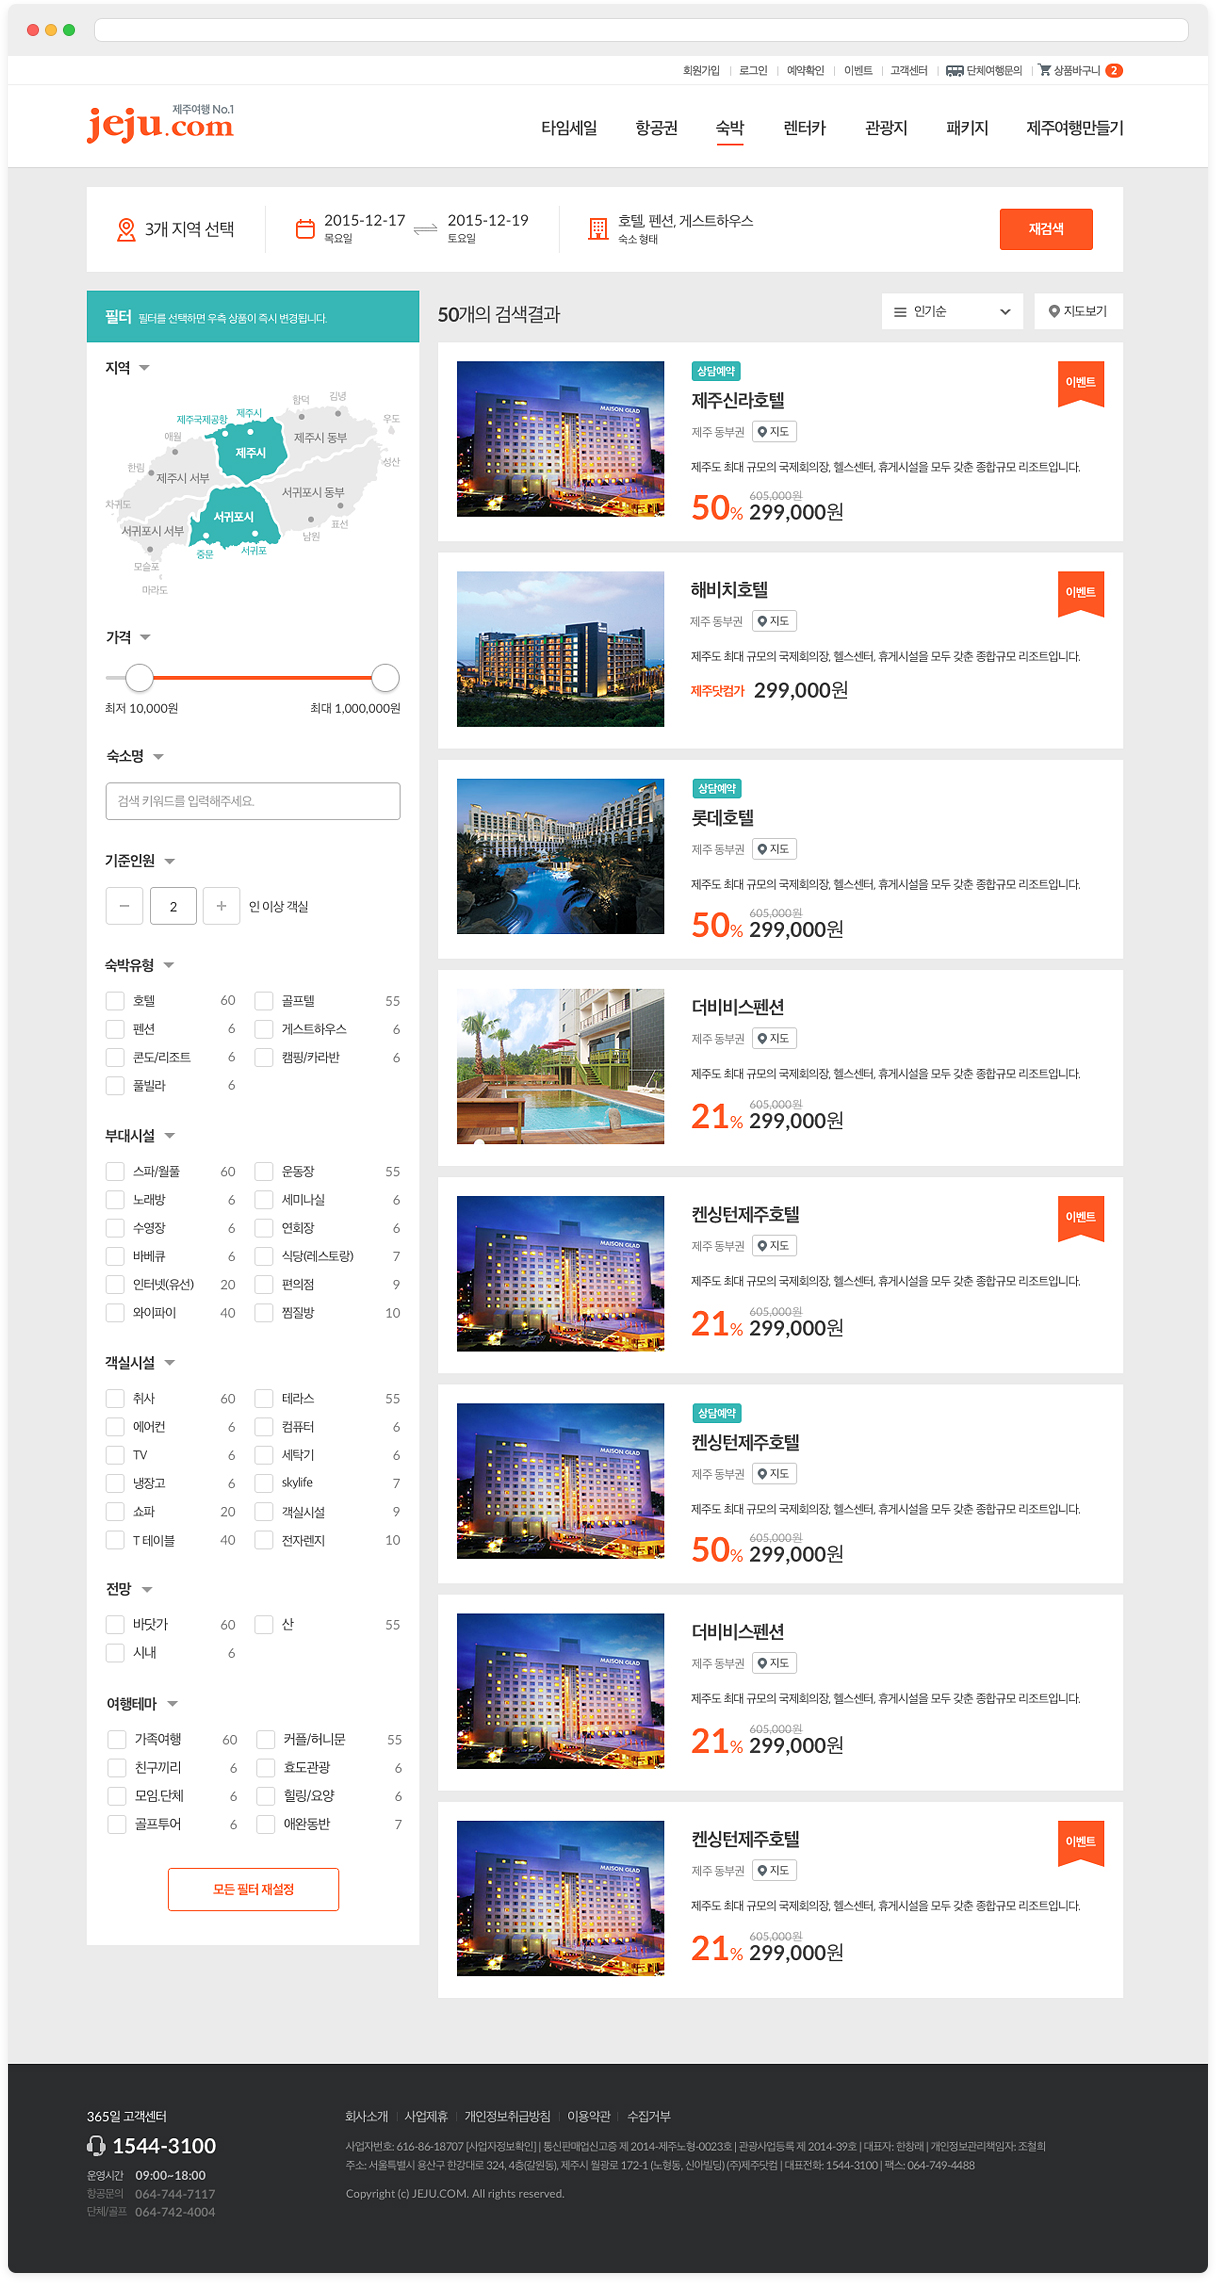 회원가입 | 로그인 | 예약확인 | 이벤트 | 고객센터 | 단체여행문의 | 상품바구니 2
제주여행 No.1
jeju.com
타임세일 항공권 숙박 렌터카 관광지 패키지 제주여행만들기
3개 지역 선택
2015-12-17 2015-12-19
목요일 토요일
호텔, 펜션, 게스트하우스
숙소 형태
재검색
필터 필터를 선택하면 우측 상품이 즉시 변경됩니다.
지역
함덕 김녕
제주국제공항 제주시 우도
애월 제주시 동부
한림 제주시 성산
제주시 서부
서귀포시 동부
차귀도
서귀포시 서부 서귀포시 표선
남원
중문 서귀포
모슬포
마라도
가격
최저 10,000원 최대 1,000,000원
숙소명
검색 키워드를 입력해주세요.
기준인원
− 2 + 인 이상 객실
숙박유형
호텔 60 골프텔 55
펜션 6 게스트하우스 6
콘도/리조트 6 캠핑/카라반 6
풀빌라 6
부대시설
스파/월풀 60 운동장 55
노래방 6 세미나실 6
수영장 6 연회장 6
바베큐 6 식당(레스토랑) 7
인터넷(유선) 20 편의점 9
와이파이 40 찜질방 10
객실시설
취사 60 테라스 55
에어컨 6 컴퓨터 6
TV 6 세탁기 6
냉장고 6 skylife 7
쇼파 20 객실시설 9
T 테이블 40 전자렌지 10
전망
바닷가 60 산 55
시내 6
여행테마
가족여행 60 커플/허니문 55
친구끼리 6 효도관광 6
모임.단체 6 힐링/요양 6
골프투어 6 애완동반 7
모든 필터 재설정
50개의 검색결과
인기순
지도보기
MAISON GLAD
상담예약
이벤트
제주신라호텔
제주 동부권 지도
제주도 최대 규모의 국제회의장, 헬스센터, 휴게시설을 모두 갖춘 종합규모 리조트입니다.
605,000원
50% 299,000원
이벤트
해비치호텔
제주 동부권 지도
제주도 최대 규모의 국제회의장, 헬스센터, 휴게시설을 모두 갖춘 종합규모 리조트입니다.
제주닷컴가 299,000원
상담예약
롯데호텔
제주 동부권 지도
제주도 최대 규모의 국제회의장, 헬스센터, 휴게시설을 모두 갖춘 종합규모 리조트입니다.
605,000원
50% 299,000원
더비비스펜션
제주 동부권 지도
제주도 최대 규모의 국제회의장, 헬스센터, 휴게시설을 모두 갖춘 종합규모 리조트입니다.
605,000원
21% 299,000원
MAISON GLAD
이벤트
켄싱턴제주호텔
제주 동부권 지도
제주도 최대 규모의 국제회의장, 헬스센터, 휴게시설을 모두 갖춘 종합규모 리조트입니다.
605,000원
21% 299,000원
MAISON GLAD
상담예약
켄싱턴제주호텔
제주 동부권 지도
제주도 최대 규모의 국제회의장, 헬스센터, 휴게시설을 모두 갖춘 종합규모 리조트입니다.
605,000원
50% 299,000원
MAISON GLAD
더비비스펜션
제주 동부권 지도
제주도 최대 규모의 국제회의장, 헬스센터, 휴게시설을 모두 갖춘 종합규모 리조트입니다.
605,000원
21% 299,000원
MAISON GLAD
이벤트
켄싱턴제주호텔
제주 동부권 지도
제주도 최대 규모의 국제회의장, 헬스센터, 휴게시설을 모두 갖춘 종합규모 리조트입니다.
605,000원
21% 299,000원
365일 고객센터
1544-3100
운영시간 09:00~18:00
항공문의 064-744-7117
단체/골프 064-742-4004
회사소개 | 사업제휴 | 개인정보취급방침 | 이용약관 | 수집거부
사업자번호: 616-86-18707 [사업자정보확인] | 통신판매업신고증 제 2014-제주노형-0023호 | 관광사업등록 제 2014-39호 | 대표자: 한창래 | 개인정보관리책임자: 조철희
주소: 서울특별시 용산구 한강대로 324, 4층(갈원동), 제주시 월광로 172-1 (노형동, 신아빌딩) (주)제주닷컴 | 대표전화: 1544-3100 | 팩스: 064-749-4488
Copyright (c) JEJU.COM. All rights reserved.